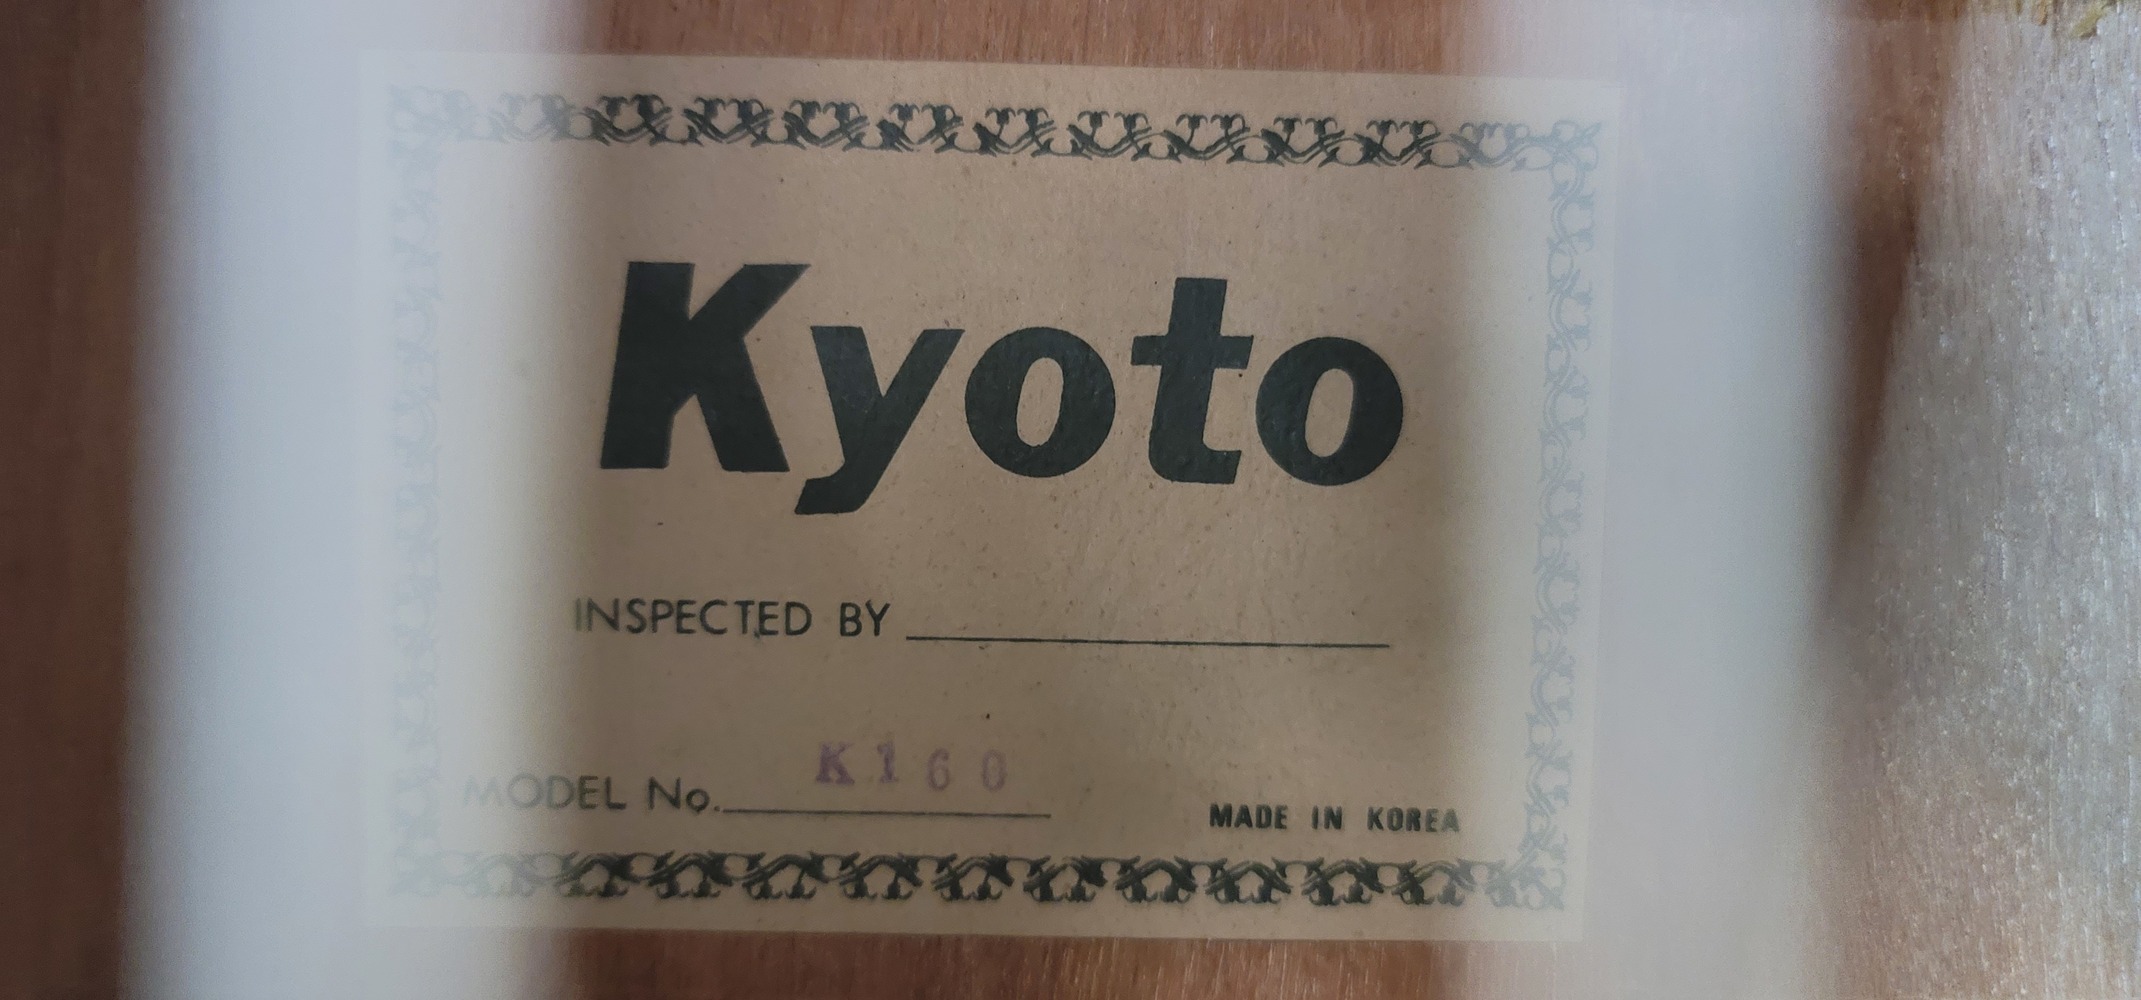 Kyoto
INSPECTED BY
MODEL No. K160
MADE IN KOREA